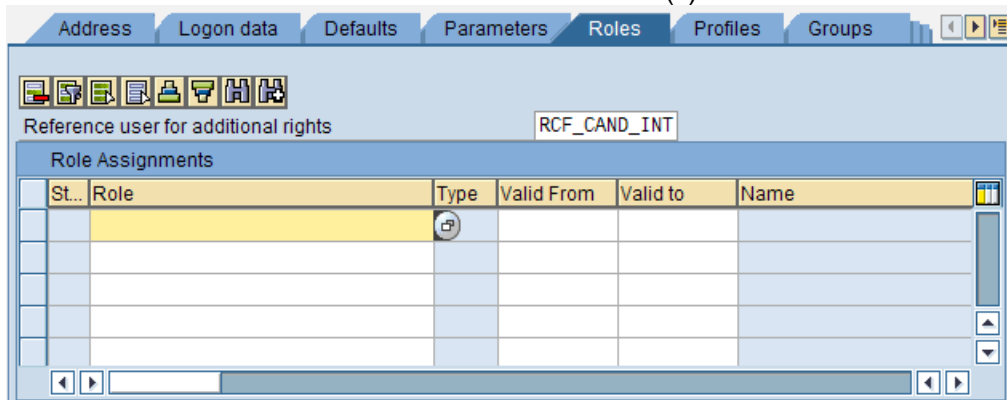 Address Logon data Defaults Parameters Roles Profiles Groups
Reference user for additional rights RCF_CAND_INT
Role Assignments
St... Role Type Valid From Valid to Name